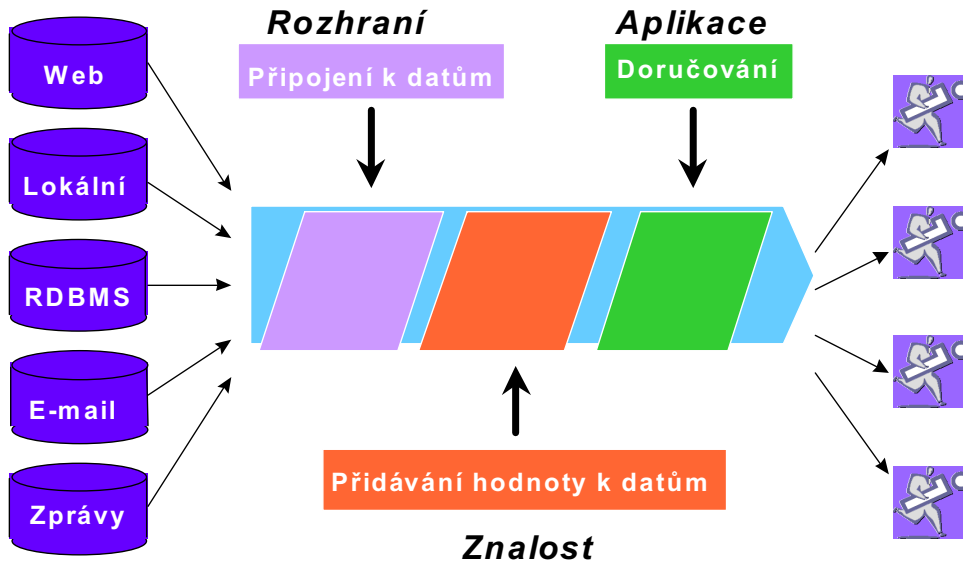 Rozhraní
Aplikace
Připojení k datům
Doručování
Web
Lokální
RDBMS
E-mail
Zprávy
Přidávání hodnoty k datům
Znalost